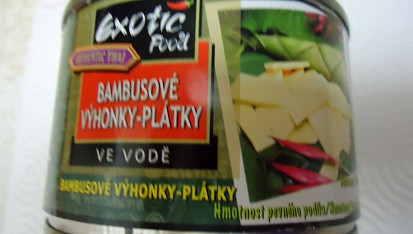 Exotic
Food
AUTHENTIC THAI
BAMBUSOVÉ
VÝHONKY-PLÁTKY
VE VODĚ
BAMBUSOVÉ VÝHONKY-PLÁTKY
Hmotnost pevného podílu/